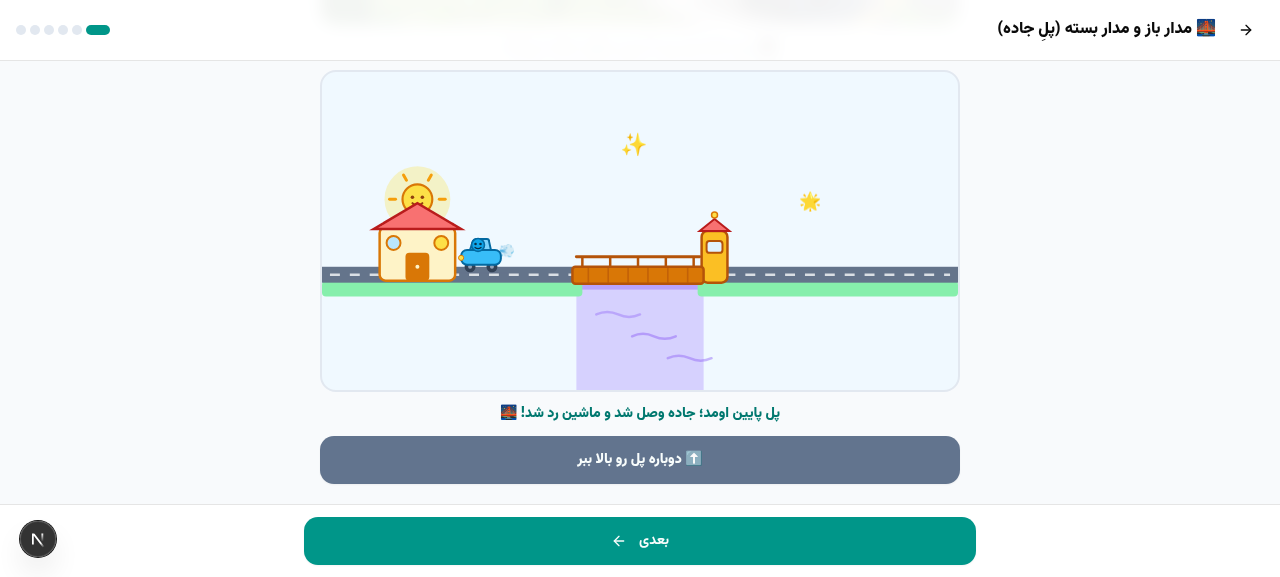 🌉 مدار باز و مدار بسته (پلِ جاده)
پل پایین اومد؛ جاده وصل شد و ماشین رد شد! 🌉
⬆️ دوباره پل رو بالا ببر
بعدی
N